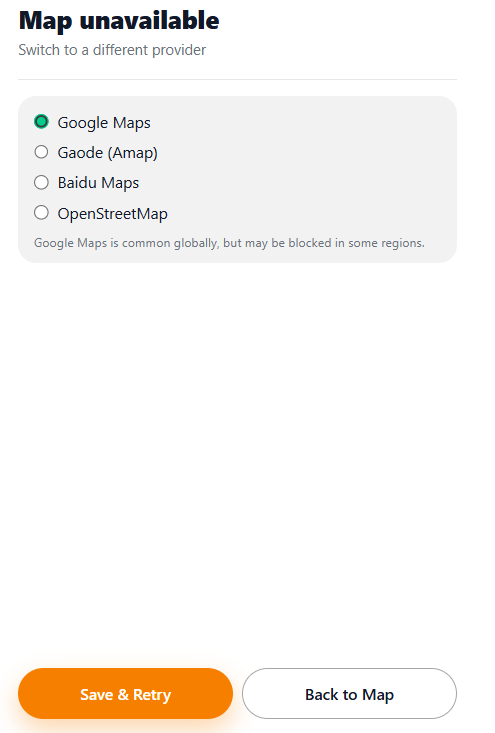 Map unavailable
Switch to a different provider
Google Maps
Gaode (Amap)
Baidu Maps
OpenStreetMap
Google Maps is common globally, but may be blocked in some regions.
Save & Retry
Back to Map